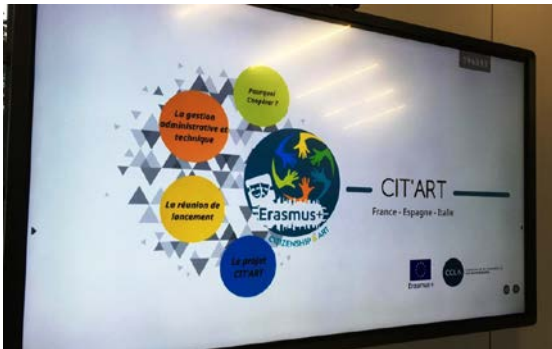 Pourquoi
Coopérer ?
La gestion
administrative et
technique
La réunion de
lancement
Le projet
CIT'ART
Erasmus+
CITIZENSHIP & ART
CIT'ART
France - Espagne - Italie
Erasmus+
CCLA